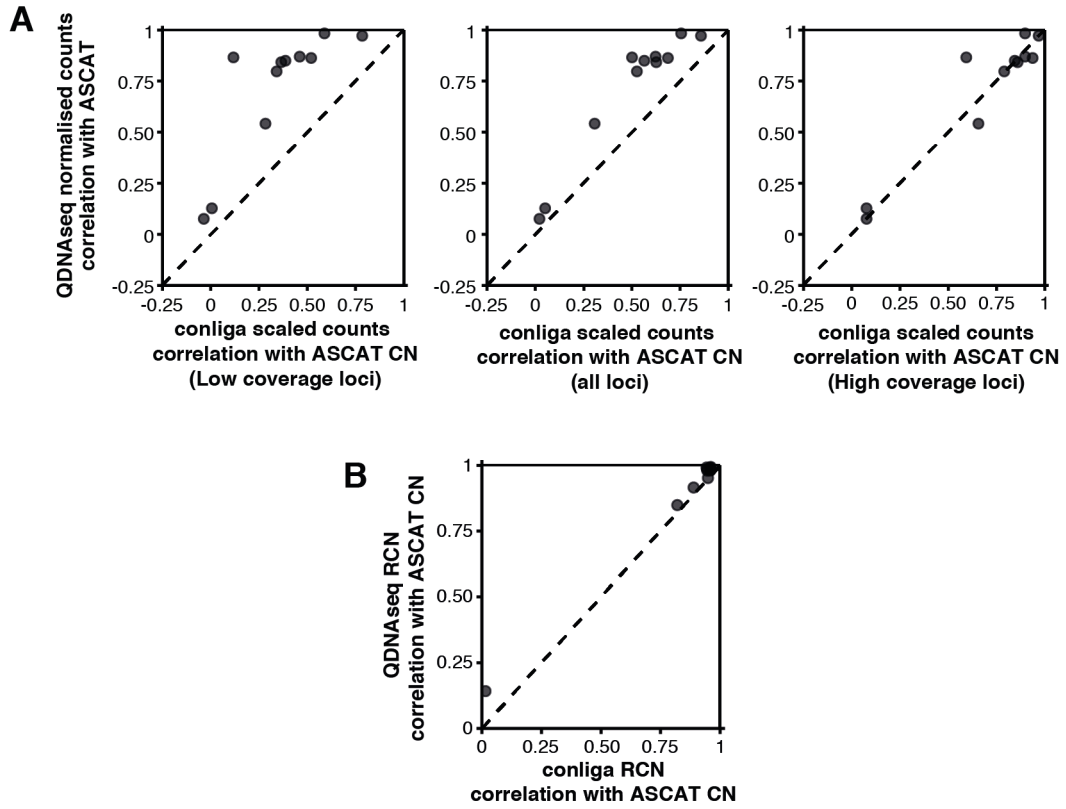 A
QDNAseq normalised counts
correlation with ASCAT
1
0.75
0.50
0.25
0
-0.25
-0.25 0 0.25 0.50 0.75 1
conliga scaled counts
correlation with ASCAT CN
(Low coverage loci)
1
0.75
0.50
0.25
0
-0.25
-0.25 0 0.25 0.50 0.75 1
conliga scaled counts
correlation with ASCAT CN
(all loci)
1
0.75
0.50
0.25
0
-0.25
-0.25 0 0.25 0.50 0.75 1
conliga scaled counts
correlation with ASCAT CN
(High coverage loci)
B
QDNAseq RCN
correlation with ASCAT CN
1
0.75
0.50
0.25
0
0 0.25 0.50 0.75 1
conliga RCN
correlation with ASCAT CN